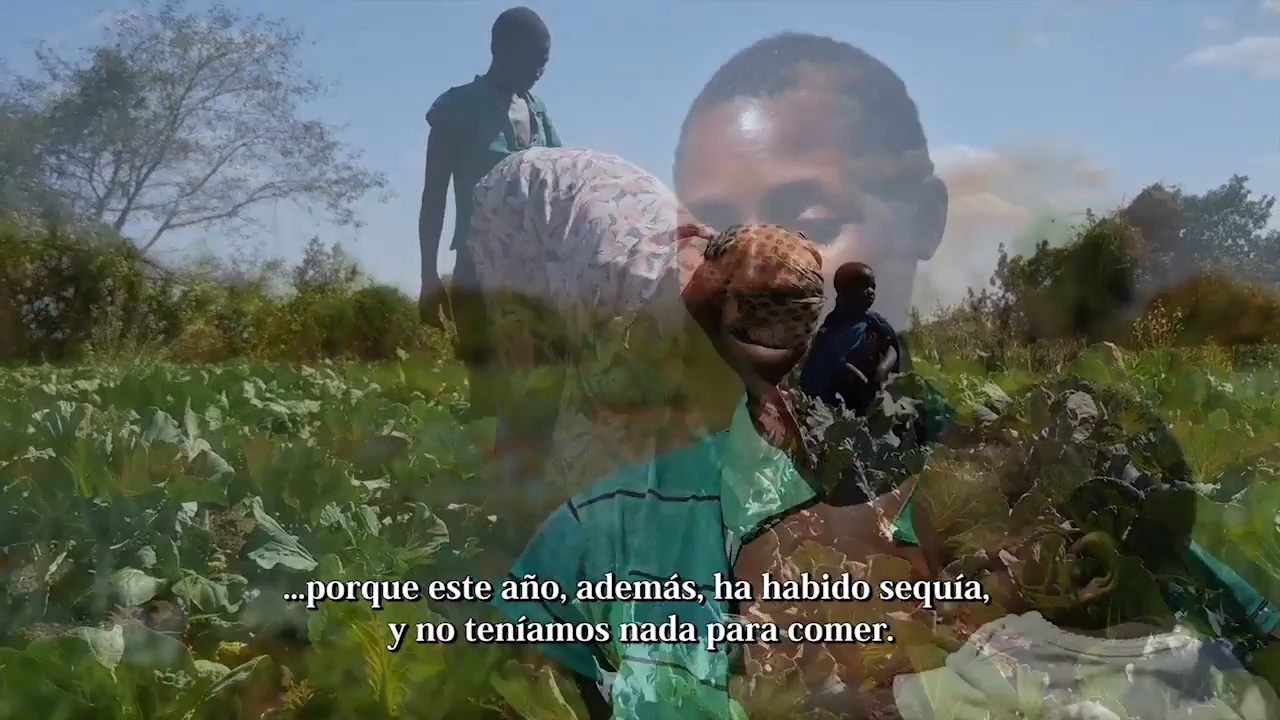 ...porque este año, además, ha habido sequía,
y no teníamos nada para comer.